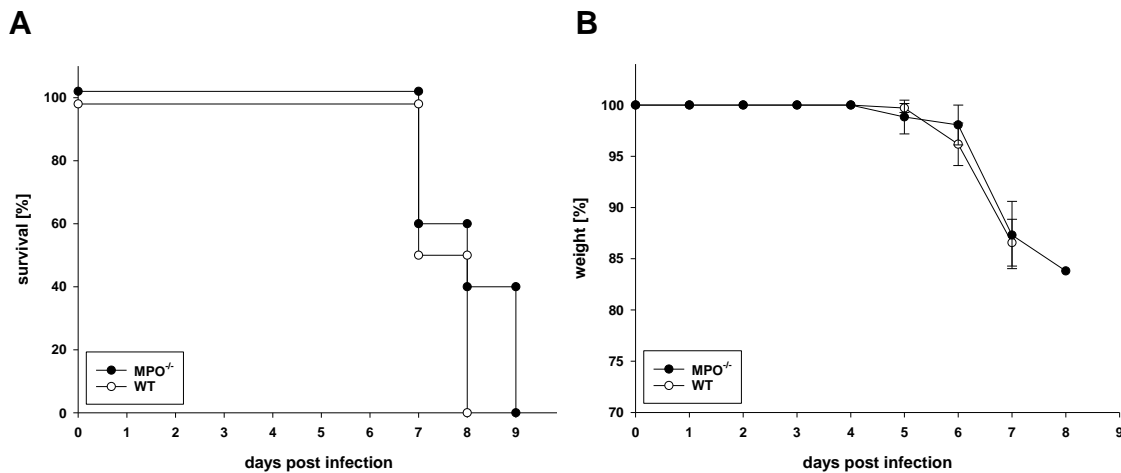 A
survival [%]
100
80
60
40
20
0
MPO-/-
WT
0 1 2 3 4 5 6 7 8 9
days post infection
B
weight [%]
100
95
90
85
80
75
70
MPO-/-
WT
0 1 2 3 4 5 6 7 8 9
days post infection